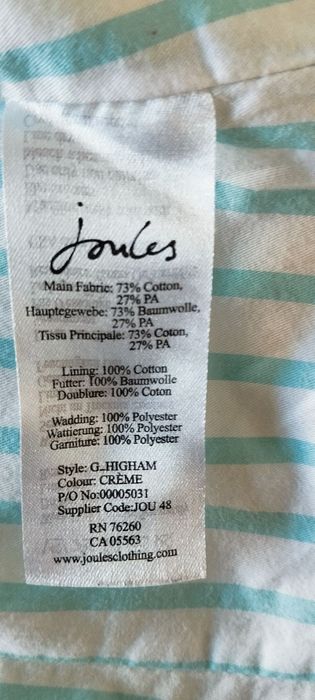 joules
Main Fabric: 73% Cotton,
27% PA
Hauptegewebe: 73% Baumwolle,
27% PA
Tissu Principale: 73% Coton,
27% PA
Lining: 100% Cotton
Futter: 100% Baumwolle
Doublure: 100% Coton
Wadding: 100% Polyester
Wattierung: 100% Polyester
Garniture: 100% Polyester
Style: G_HIGHAM
Colour: CRÈME
P/O No:00005031
Supplier Code:JOU 48
RN 76260
CA 05563
www.joulesclothing.com